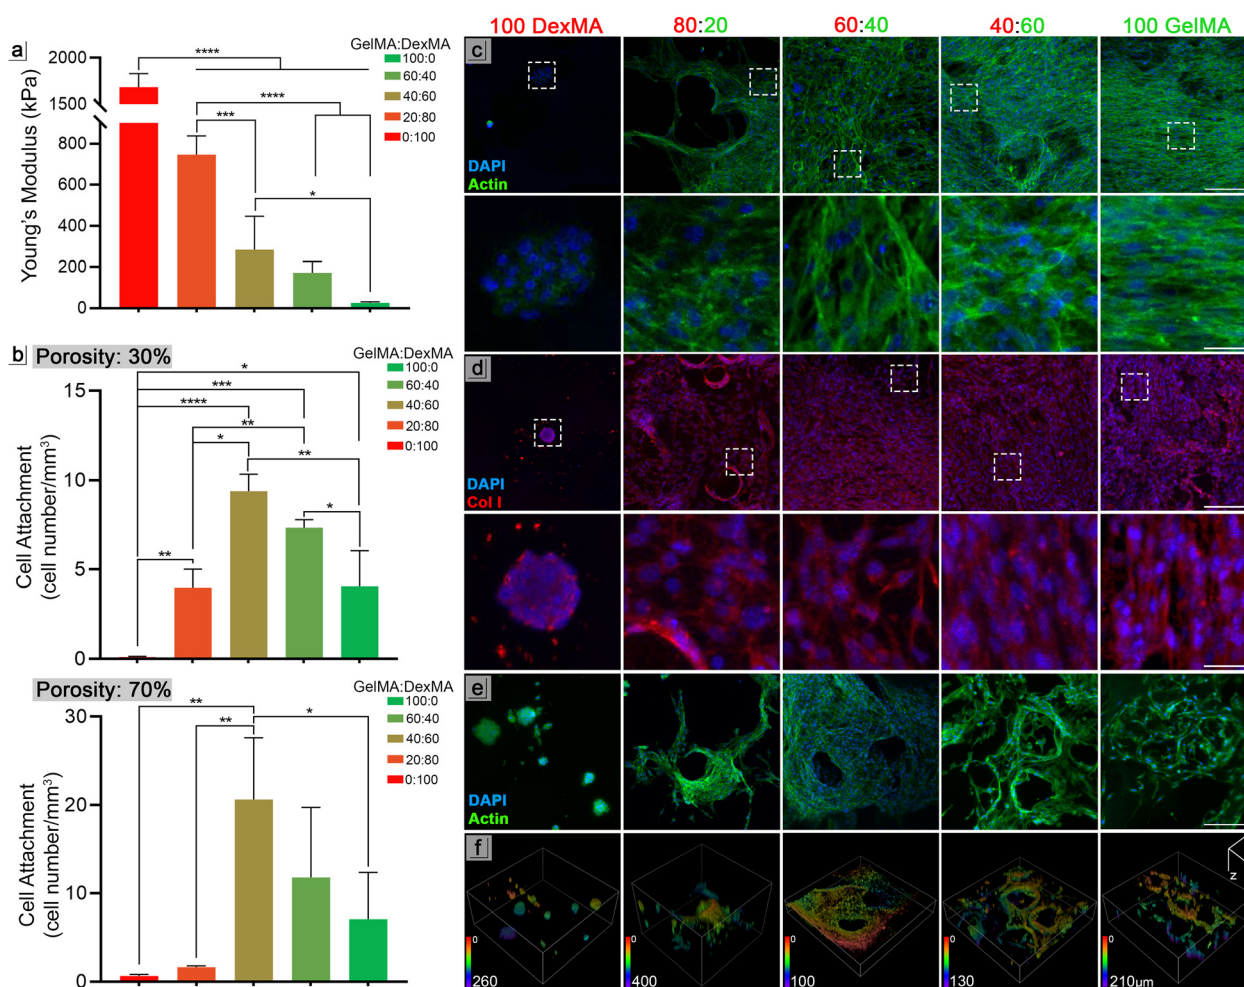 100 DexMA 80:20 60:40 40:60 100 GelMA
a
GelMA:DexMA
100:0
60:40
40:60
20:80
0:100
Young's Modulus (kPa)
2000
1500
800
600
400
200
0
****
****
***
*
b
Porosity: 30%
GelMA:DexMA
100:0
60:40
40:60
20:80
0:100
Cell Attachment
(cell number/mm³)
15
10
5
0
*
***
****
**
*
**
*
**
Porosity: 70%
GelMA:DexMA
100:0
60:40
40:60
20:80
0:100
Cell Attachment
(cell number/mm³)
30
20
10
0
**
*
**
c
DAPI
Actin
d
DAPI
Col I
e
DAPI
Actin
f
z
0
260
0
400
0
100
0
130
0
210µm